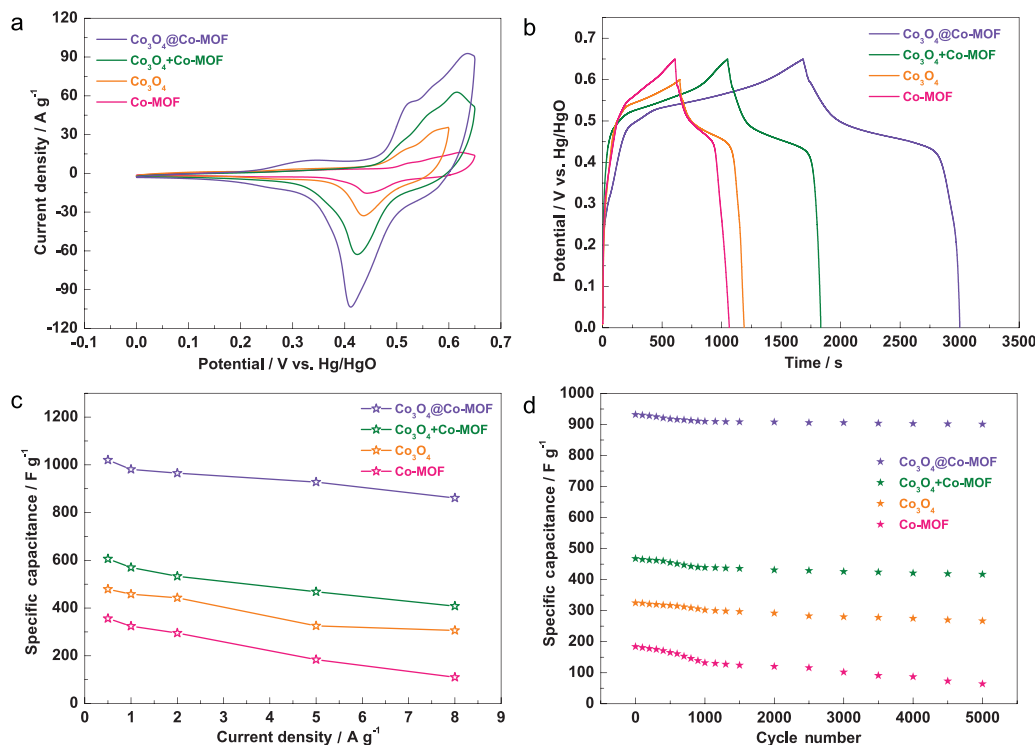 a
Co₃O₄@Co-MOF
Co₃O₄+Co-MOF
Co₃O₄
Co-MOF
120
90
60
30
0
-30
-60
-90
-120
Current density / A g⁻¹
-0.1 0.0 0.1 0.2 0.3 0.4 0.5 0.6 0.7
Potential / V vs. Hg/HgO
b
Co₃O₄@Co-MOF
Co₃O₄+Co-MOF
Co₃O₄
Co-MOF
0.7
0.6
0.5
0.4
0.3
0.2
0.1
0.0
Potential / V vs. Hg/HgO
0 500 1000 1500 2000 2500 3000 3500
Time / s
c
Co₃O₄@Co-MOF
Co₃O₄+Co-MOF
Co₃O₄
Co-MOF
1200
1000
800
600
400
200
0
Specific capacitance / F g⁻¹
0 1 2 3 4 5 6 7 8 9
Current density / A g⁻¹
d
Co₃O₄@Co-MOF
Co₃O₄+Co-MOF
Co₃O₄
Co-MOF
1000
900
800
700
600
500
400
300
200
100
0
Specific capacitance / F g⁻¹
0 1000 2000 3000 4000 5000
Cycle number